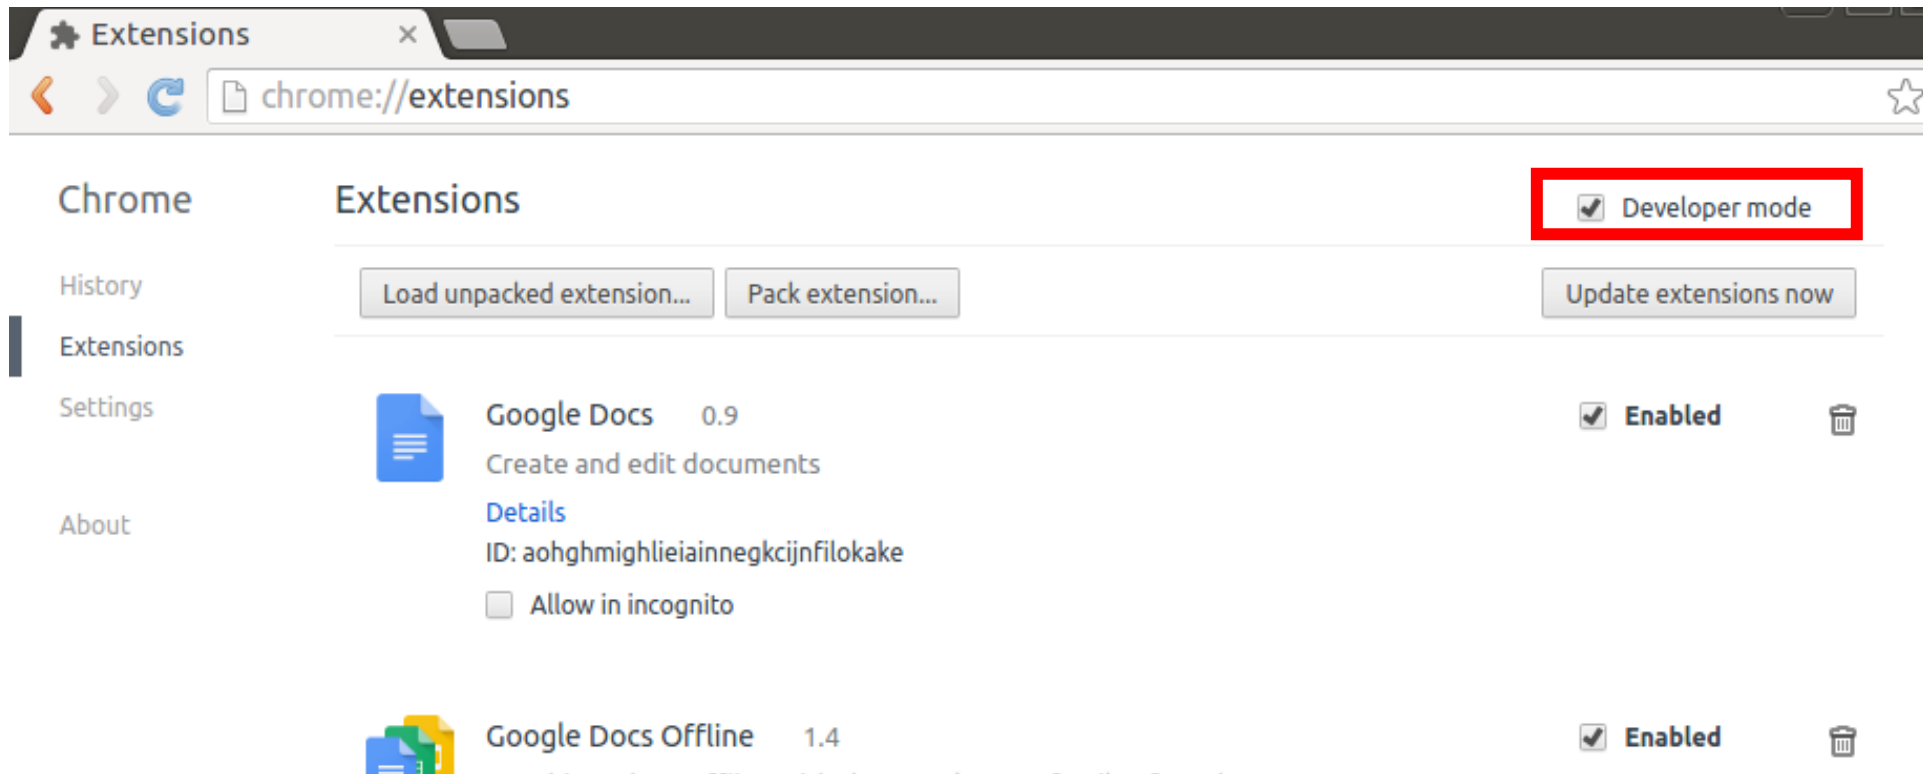 Extensions
chrome://extensions
Chrome
Extensions
Developer mode
History
Load unpacked extension...
Pack extension...
Update extensions now
Extensions
Settings
Google Docs 0.9
Enabled
Create and edit documents
Details
About
ID: aohghmighlieiainnegkcijnfilokake
Allow in incognito
Google Docs Offline 1.4
Enabled